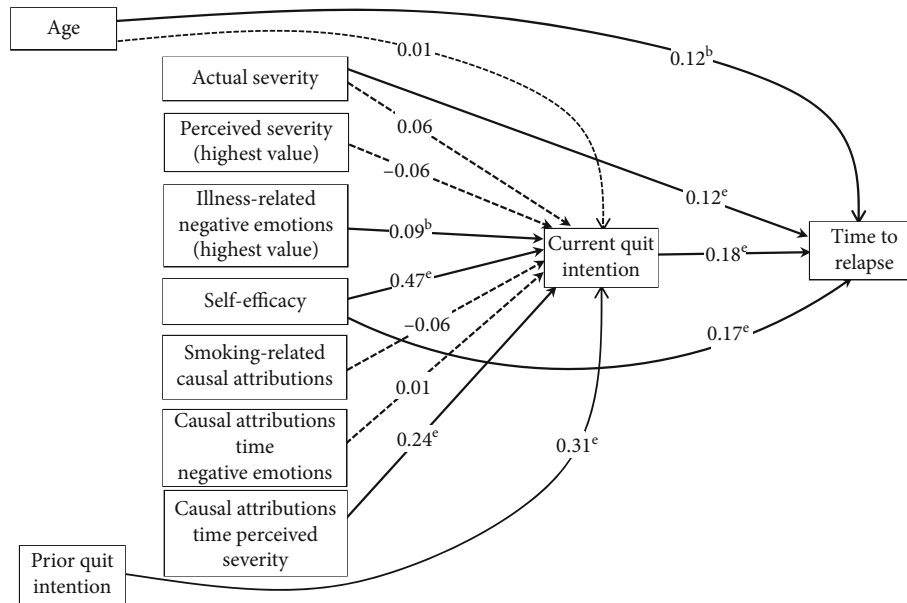 Age
0.01
0.12b
Actual severity
0.06
Perceived severity
(highest value)
–0.06
0.12e
Illness-related
negative emotions
(highest value)
0.09b
Current quit
intention
0.18e
Time to
relapse
Self-efficacy
0.47e
–0.06
0.17e
Smoking-related
causal attributions
0.01
Causal attributions
time
negative emotions
0.24e
0.31e
Causal attributions
time perceived
severity
Prior quit
intention